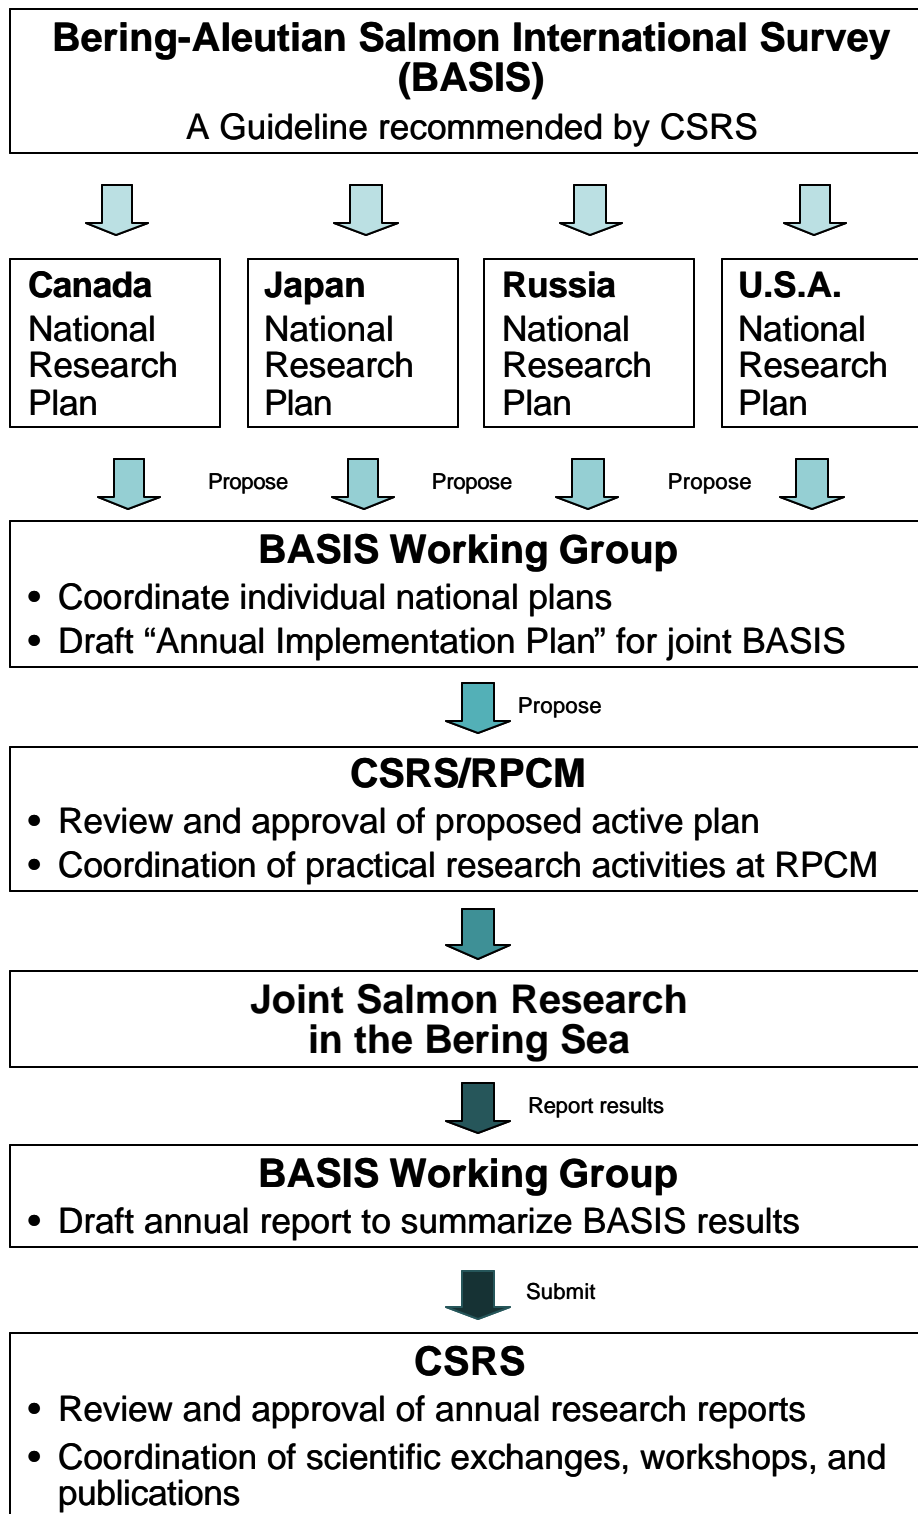 Bering-Aleutian Salmon International Survey
(BASIS)
A Guideline recommended by CSRS
Canada
National
Research
Plan
Japan
National
Research
Plan
Russia
National
Research
Plan
U.S.A.
National
Research
Plan
Propose
Propose
Propose
BASIS Working Group
• Coordinate individual national plans
• Draft “Annual Implementation Plan” for joint BASIS
Propose
CSRS/RPCM
• Review and approval of proposed active plan
• Coordination of practical research activities at RPCM
Joint Salmon Research
in the Bering Sea
Report results
BASIS Working Group
• Draft annual report to summarize BASIS results
Submit
CSRS
• Review and approval of annual research reports
• Coordination of scientific exchanges, workshops, and
publications